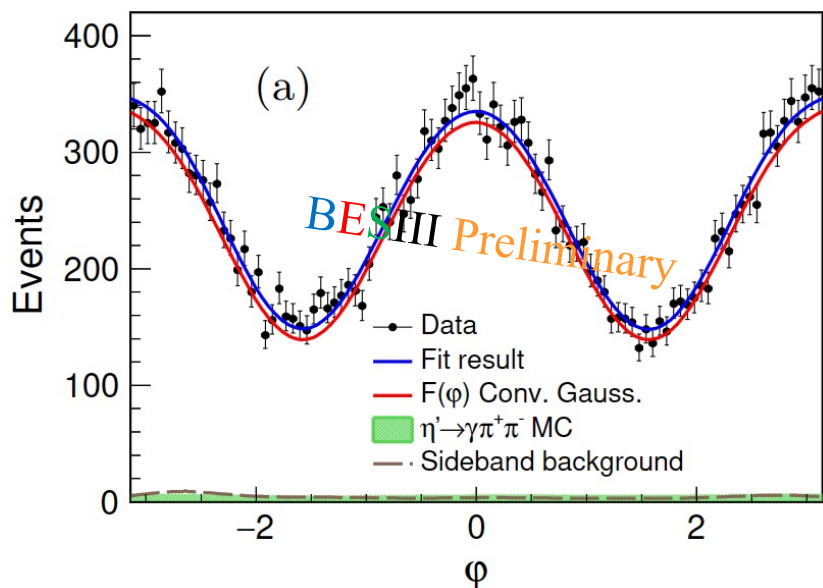 400
(a)
300
BESIII Preliminary
Events
200
Data
Fit result
100
F(φ) Conv. Gauss.
η'→γπ⁺π⁻ MC
Sideband background
0
−2
0
2
φ